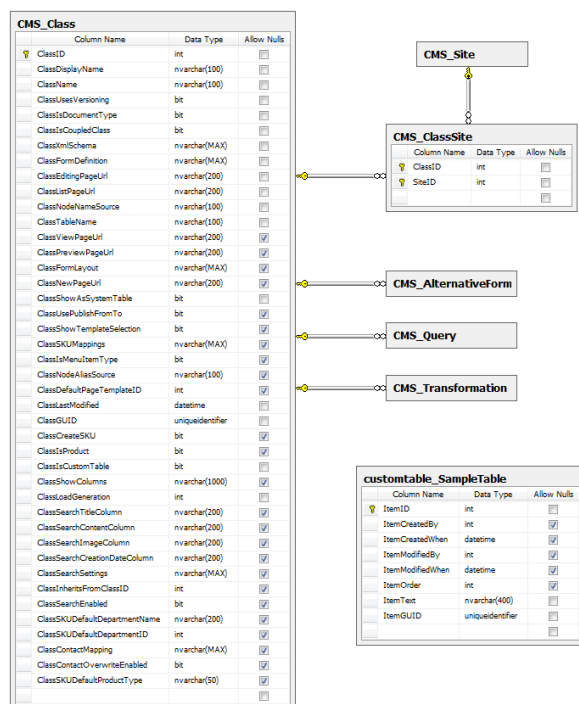 CMS_Class
Column Name Data Type Allow Nulls
ClassID int
ClassDisplayName nvarchar(100)
ClassName nvarchar(100)
ClassUsesVersioning bit
ClassIsDocumentType bit
ClassIsCoupledClass bit
ClassXmlSchema nvarchar(MAX)
ClassFormDefinition nvarchar(MAX)
ClassEditingPageUrl nvarchar(200)
ClassListPageUrl nvarchar(200)
ClassNodeNameSource nvarchar(100)
ClassTableName nvarchar(100)
ClassViewPageUrl nvarchar(200)
ClassPreviewPageUrl nvarchar(200)
ClassFormLayout nvarchar(MAX)
ClassNewPageUrl nvarchar(200)
ClassShowAsSystemTable bit
ClassUsePublishFromTo bit
ClassShowTemplateSelection bit
ClassSKUMappings nvarchar(MAX)
ClassIsMenuItemType bit
ClassNodeAliasSource nvarchar(100)
ClassDefaultPageTemplateID int
ClassLastModified datetime
ClassGUID uniqueidentifier
ClassCreateSKU bit
ClassIsProduct bit
ClassIsCustomTable bit
ClassShowColumns nvarchar(1000)
ClassLoadGeneration int
ClassSearchTitleColumn nvarchar(200)
ClassSearchContentColumn nvarchar(200)
ClassSearchImageColumn nvarchar(200)
ClassSearchCreationDateColumn nvarchar(200)
ClassSearchSettings nvarchar(MAX)
ClassInheritsFromClassID int
ClassSearchEnabled bit
ClassSKUDefaultDepartmentName nvarchar(200)
ClassSKUDefaultDepartmentID int
ClassContactMapping nvarchar(MAX)
ClassContactOverwriteEnabled bit
ClassSKUDefaultProductType nvarchar(50)
CMS_Site
CMS_ClassSite
Column Name Data Type Allow Nulls
ClassID int
SiteID int
CMS_AlternativeForm
CMS_Query
CMS_Transformation
customtable_SampleTable
Column Name Data Type Allow Nulls
ItemID int
ItemCreatedBy int
ItemCreatedWhen datetime
ItemModifiedBy int
ItemModifiedWhen datetime
ItemOrder int
ItemText nvarchar(400)
ItemGUID uniqueidentifier